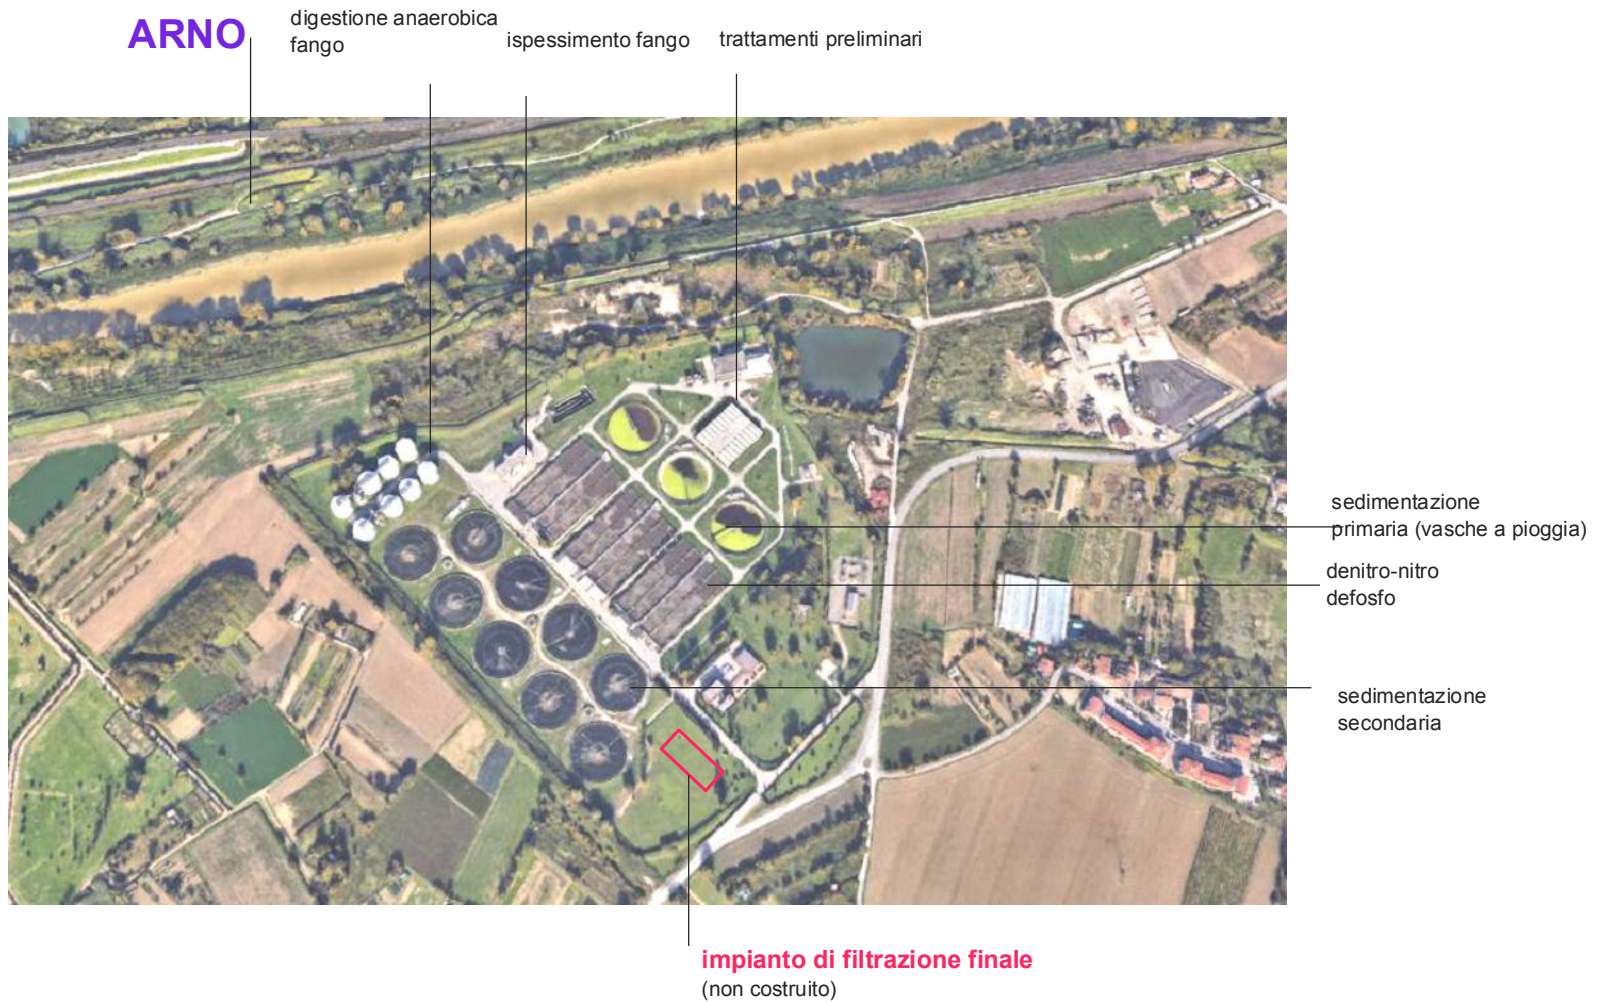 ARNO
digestione anaerobica
fango
ispessimento fango
trattamenti preliminari
sedimentazione
primaria (vasche a pioggia)
denitro-nitro
defosfo
sedimentazione
secondaria
impianto di filtrazione finale
(non costruito)